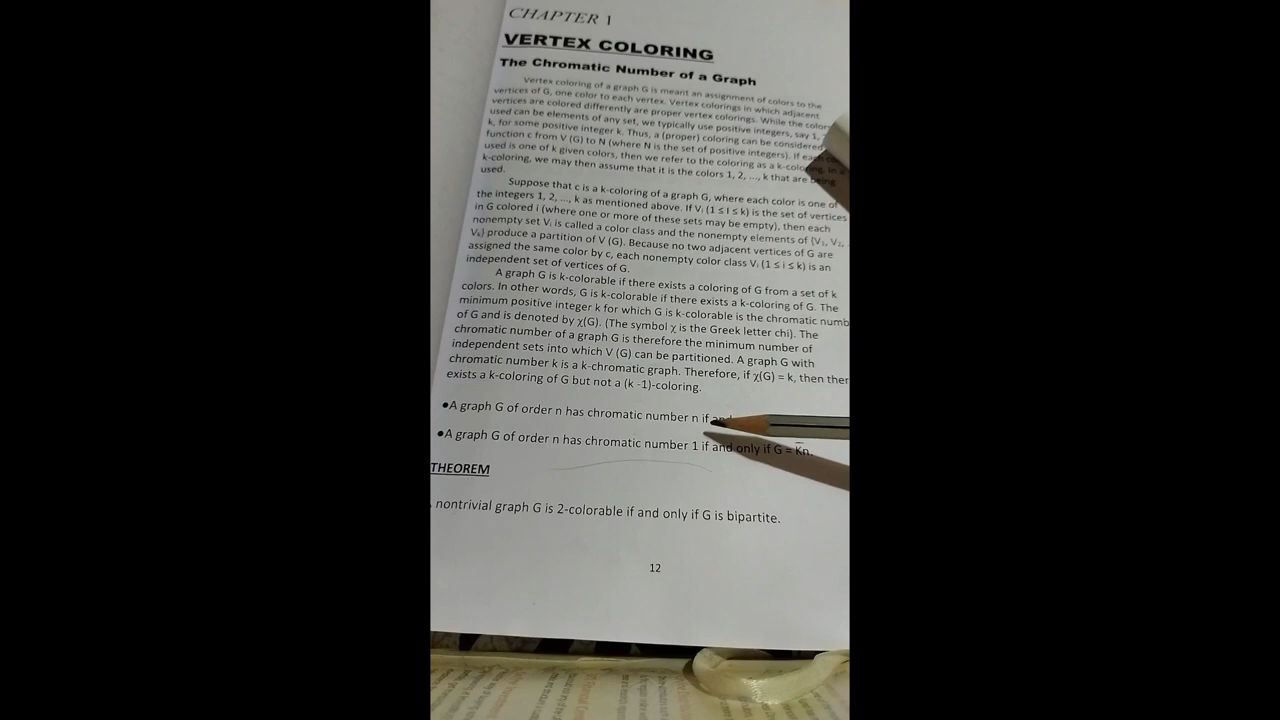 CHAPTER 1
VERTEX COLORING
The Chromatic Number of a Graph
Vertex coloring of a graph G is meant an assignment of colors to the
vertices of G, one color to each vertex. Vertex colorings in which adjacent
vertices are colored differently are proper vertex colorings. While the colors
used can be elements of any set, we typically use positive integers, say 1,
k, for some positive integer k. Thus, a (proper) coloring can be considered
function c from V (G) to N (where N is the set of positive integers). If each
used is one of k given colors, then we refer to the coloring as a k-coloring. In a
k-coloring, we may then assume that it is the colors 1, 2, ..., k that are being
used.
Suppose that c is a k-coloring of a graph G, where each color is one of
the integers 1, 2, ..., k as mentioned above. If Vᵢ (1 ≤ I ≤ k) is the set of vertices
in G colored i (where one or more of these sets may be empty), then each
nonempty set Vᵢ is called a color class and the nonempty elements of {V₁, V₂,
Vₖ} produce a partition of V (G). Because no two adjacent vertices of G are
assigned the same color by c, each nonempty color class Vᵢ (1 ≤ i ≤ k) is an
independent set of vertices of G.
A graph G is k-colorable if there exists a coloring of G from a set of k
colors. In other words, G is k-colorable if there exists a k-coloring of G. The
minimum positive integer k for which G is k-colorable is the chromatic numb
of G and is denoted by χ(G). (The symbol χ is the Greek letter chi). The
chromatic number of a graph G is therefore the minimum number of
independent sets into which V (G) can be partitioned. A graph G with
chromatic number k is a k-chromatic graph. Therefore, if χ(G) = k, then ther
exists a k-coloring of G but not a (k -1)-coloring.
●A graph G of order n has chromatic number n if and
●A graph G of order n has chromatic number 1 if and only if G = K̅n.
THEOREM
nontrivial graph G is 2-colorable if and only if G is bipartite.
12